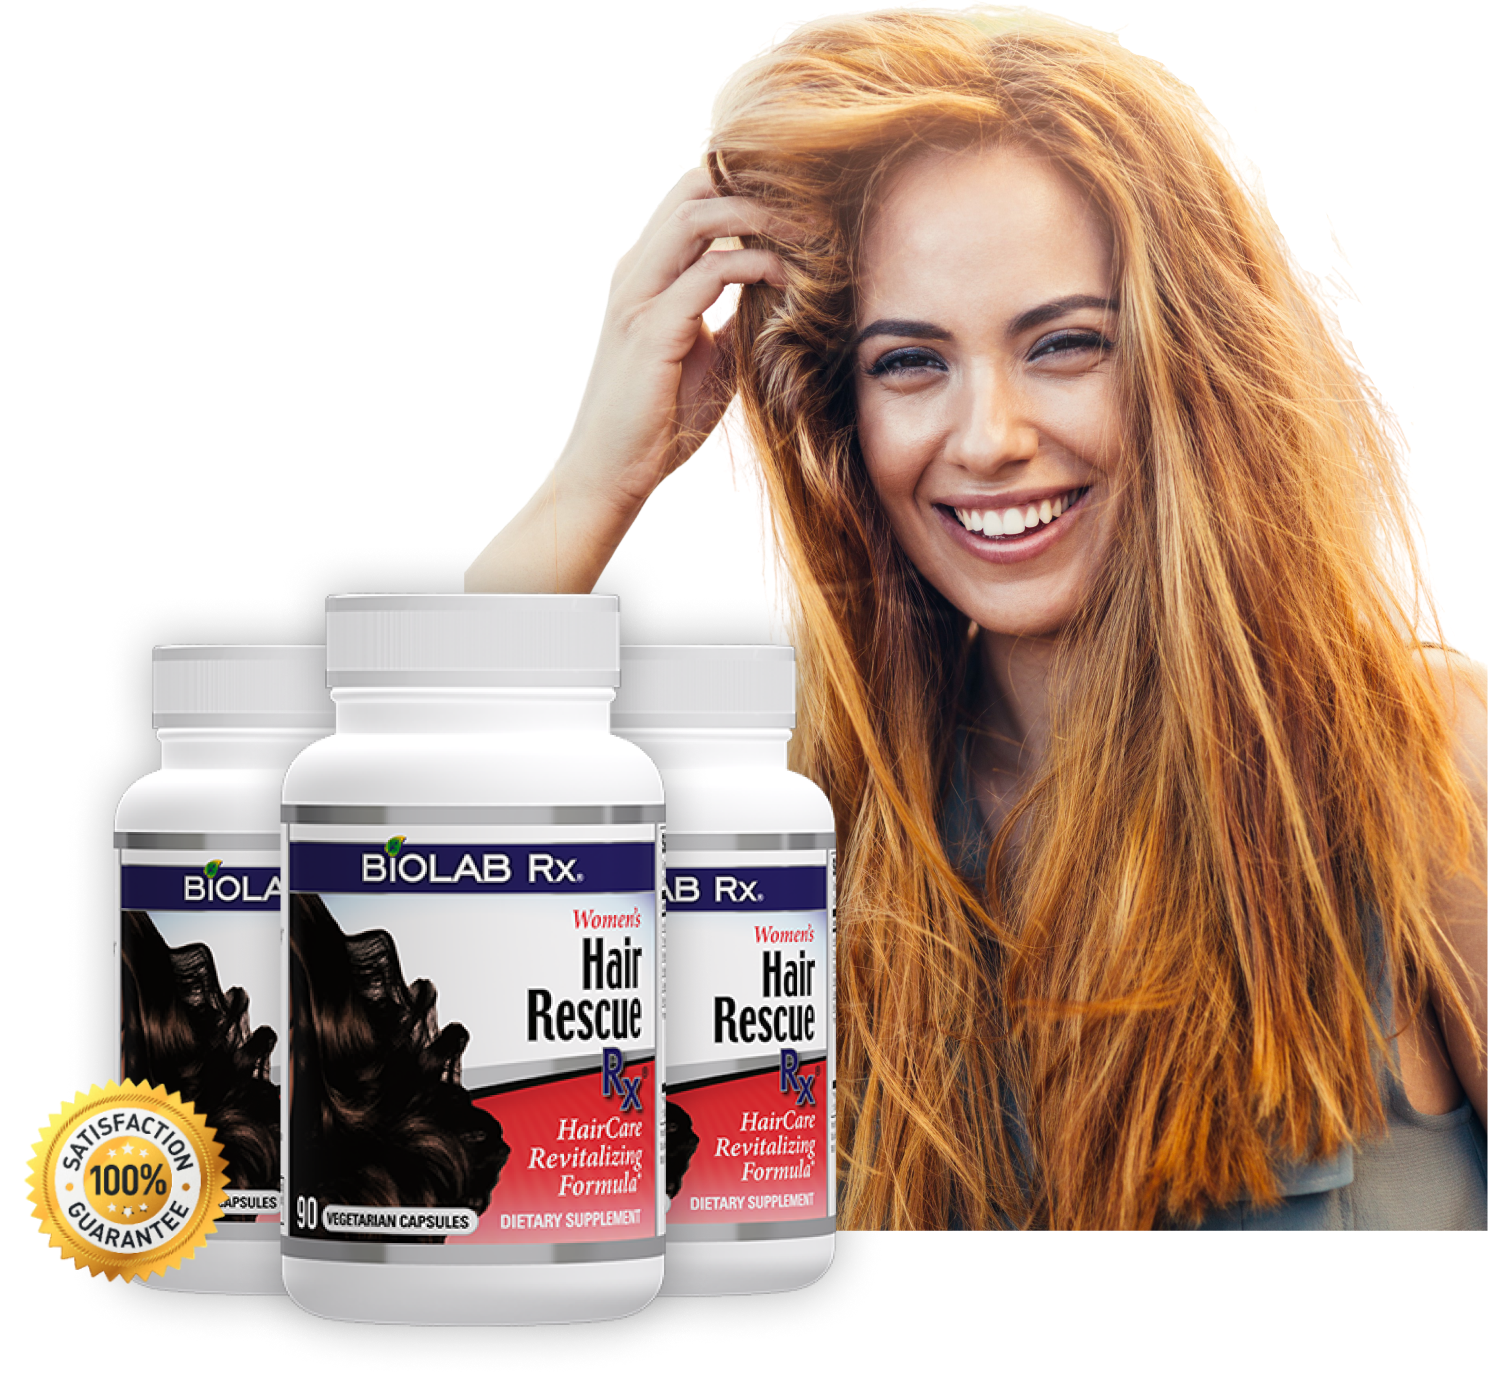 BiOLAB Rx®
Women's
Hair
Rescue
Rx®
HairCare
Revitalizing
Formula*
90 VEGETARIAN CAPSULES
DIETARY SUPPLEMENT
BiOLA
APSULES
AB Rx®
Women's
Hair
Rescue
Rx®
HairCare
Revitalizing
Formula*
DIETARY SUPPLEMENT
SATISFACTION
100%
GUARANTEE